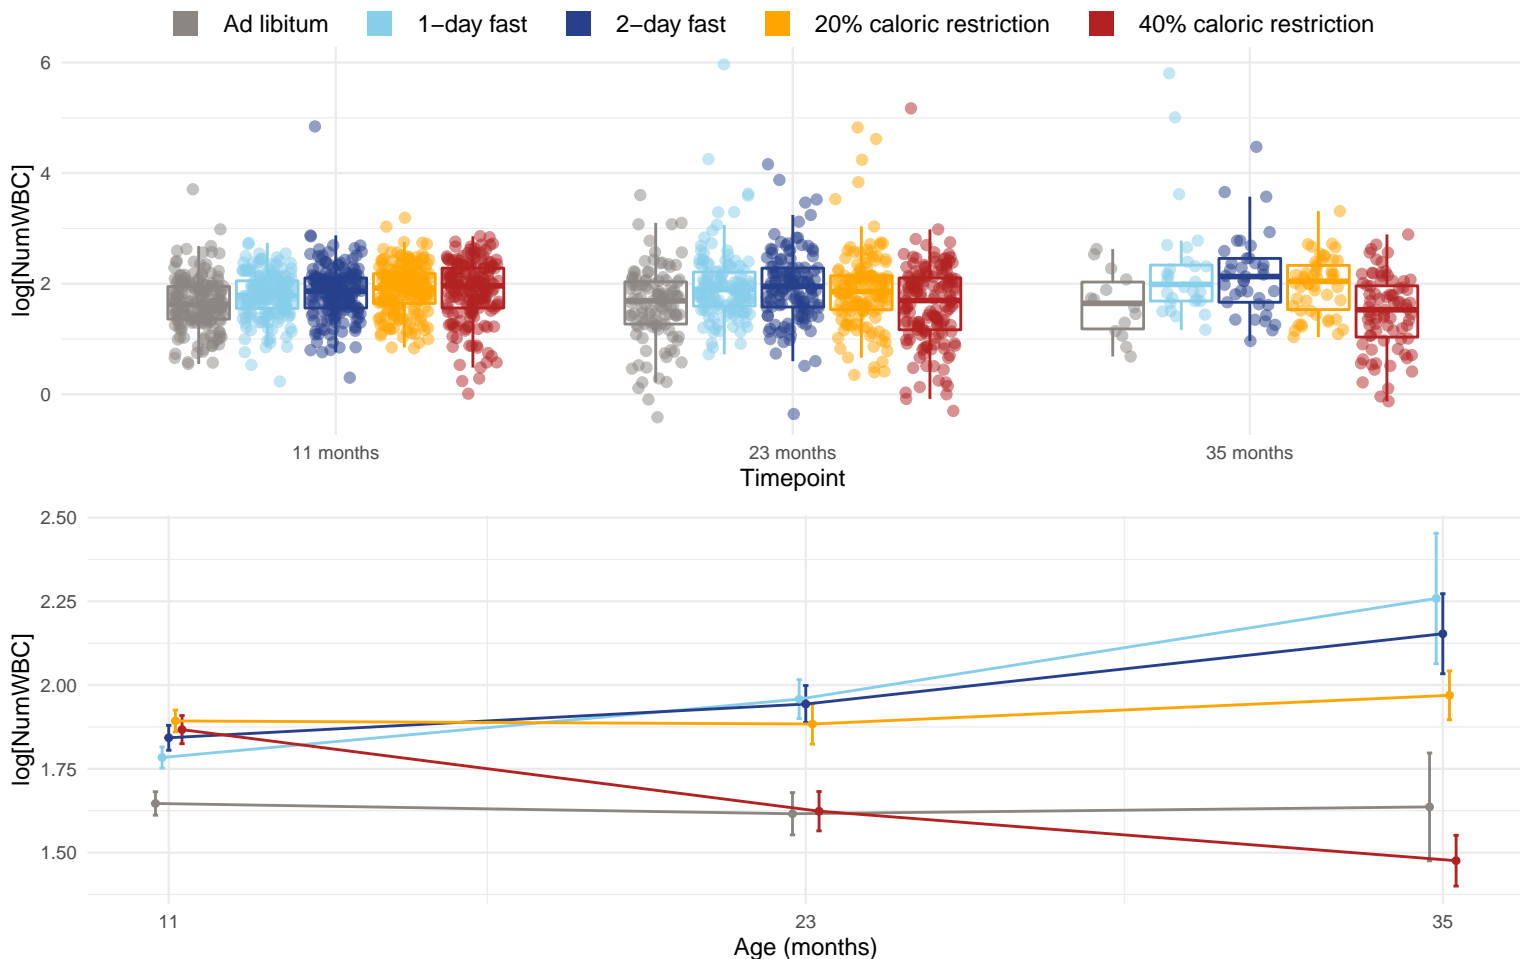 Ad libitum 1−day fast 2−day fast 20% caloric restriction 40% caloric restriction
6
4
2
0
log[NumWBC]
11 months 23 months 35 months
Timepoint
2.50
2.25
2.00
1.75
1.50
log[NumWBC]
11 23 35
Age (months)